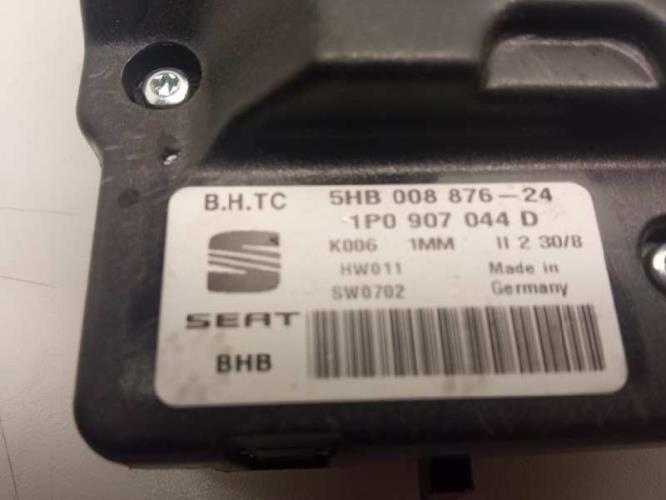 B.H.TC 5HB 008 876-24
1P0 907 044 D
K006 1MM II 2 30/8
HW011 Made in
SW0702 Germany
SEAT
BHB